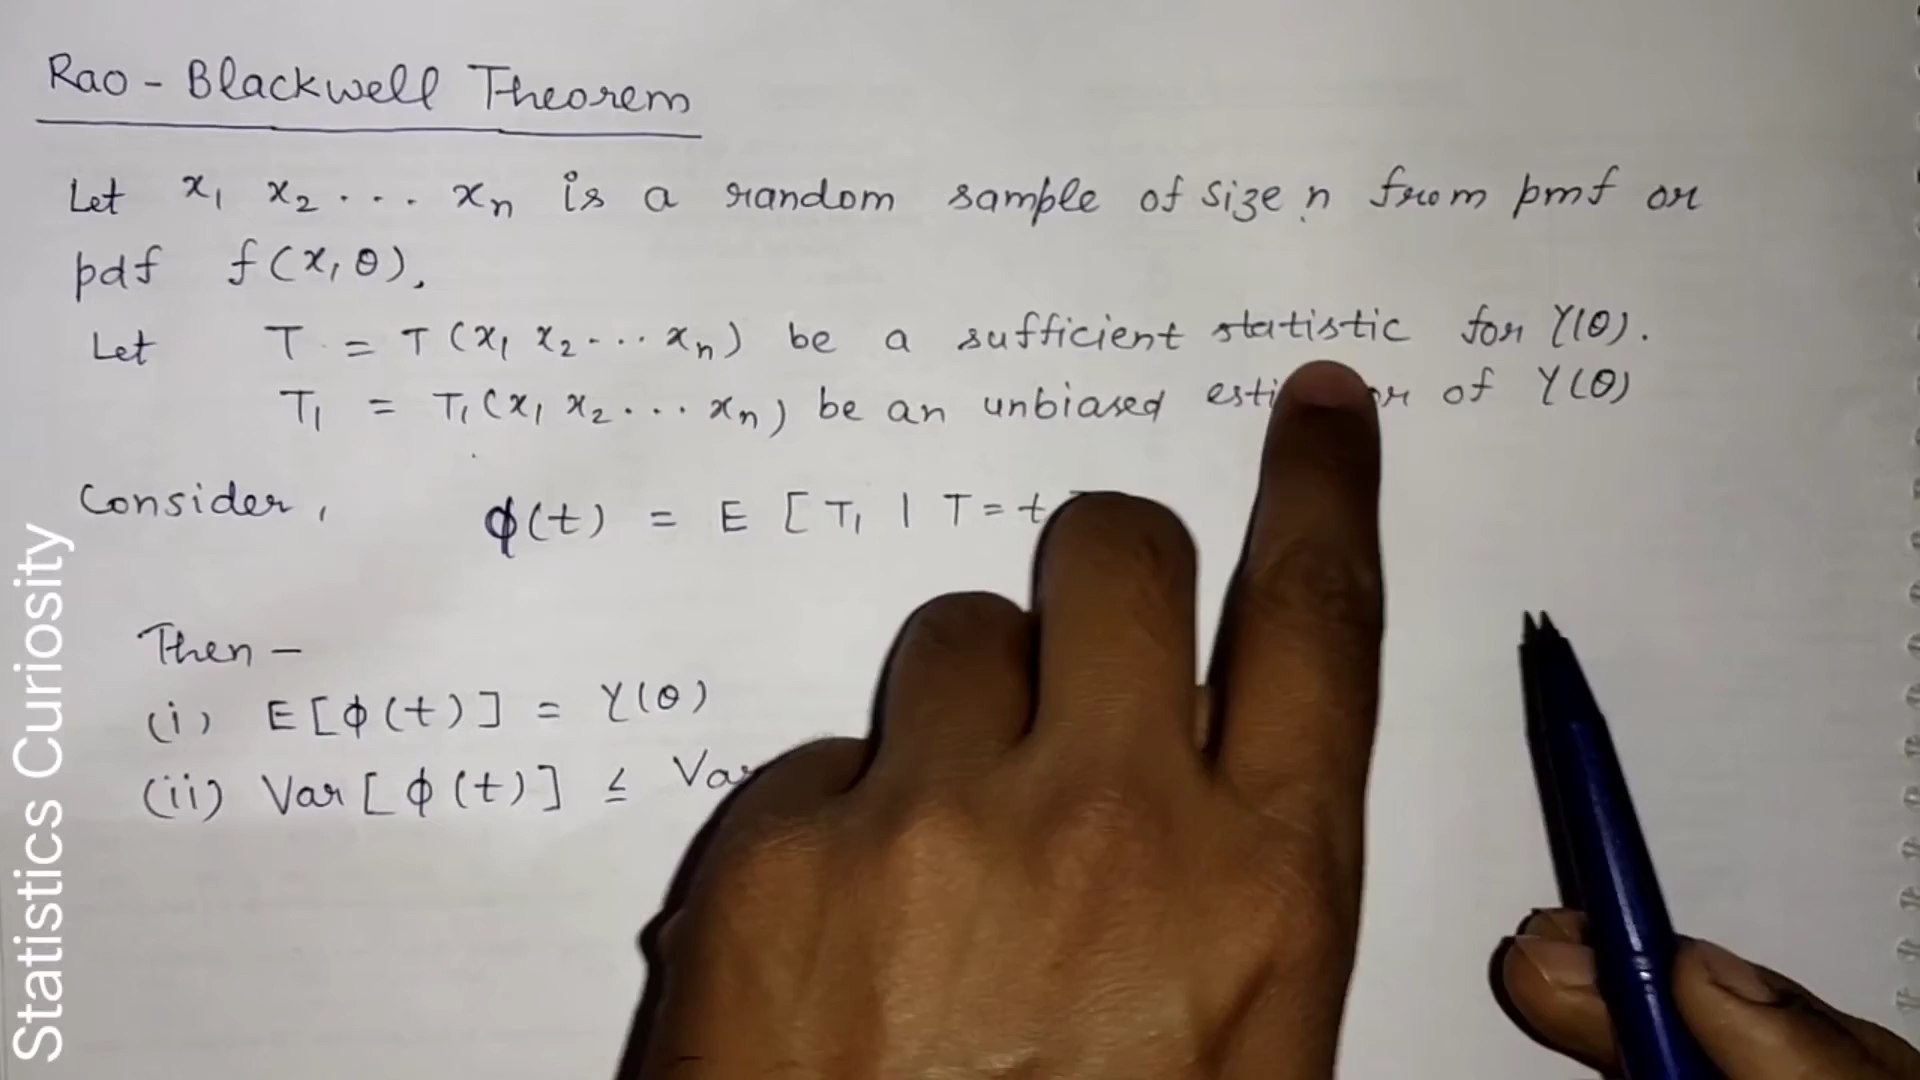 Rao - Blackwell Theorem
Let x₁ x₂ ... xₙ is a random sample of size n from pmf or
pdf f(x, θ).
Let T = T(x₁ x₂ ... xₙ) be a sufficient statistic for γ(θ).
T₁ = T₁(x₁ x₂ ... xₙ) be an unbiased of γ(θ)
Consider, ϕ(t) = E [T₁ | T = t
Then -
(i) E[ϕ(t)] = γ(θ)
(ii) Var[ϕ(t)] ≤
Statistics Curiosity